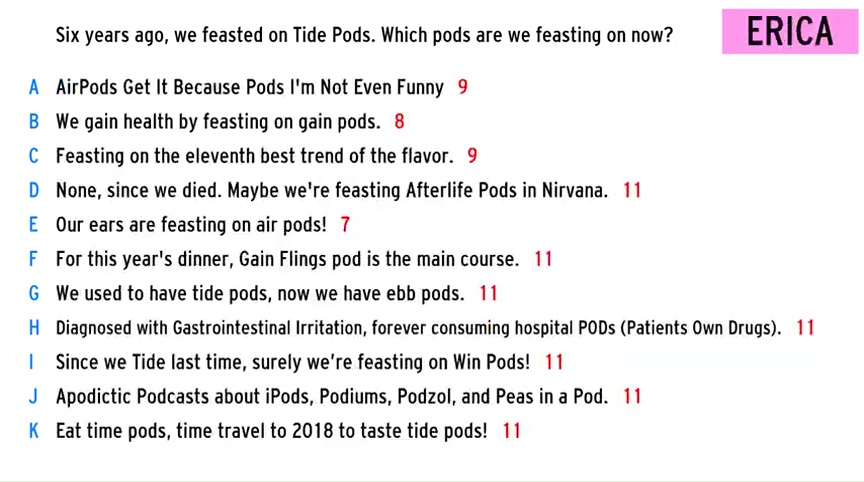 Six years ago, we feasted on Tide Pods. Which pods are we feasting on now?
ERICA
A AirPods Get It Because Pods I'm Not Even Funny 9
B We gain health by feasting on gain pods. 8
C Feasting on the eleventh best trend of the flavor. 9
D None, since we died. Maybe we're feasting Afterlife Pods in Nirvana. 11
E Our ears are feasting on air pods! 7
F For this year's dinner, Gain Flings pod is the main course. 11
G We used to have tide pods, now we have ebb pods. 11
H Diagnosed with Gastrointestinal Irritation, forever consuming hospital PODs (Patients Own Drugs). 11
I Since we Tide last time, surely we're feasting on Win Pods! 11
J Apodictic Podcasts about iPods, Podiums, Podzol, and Peas in a Pod. 11
K Eat time pods, time travel to 2018 to taste tide pods! 11